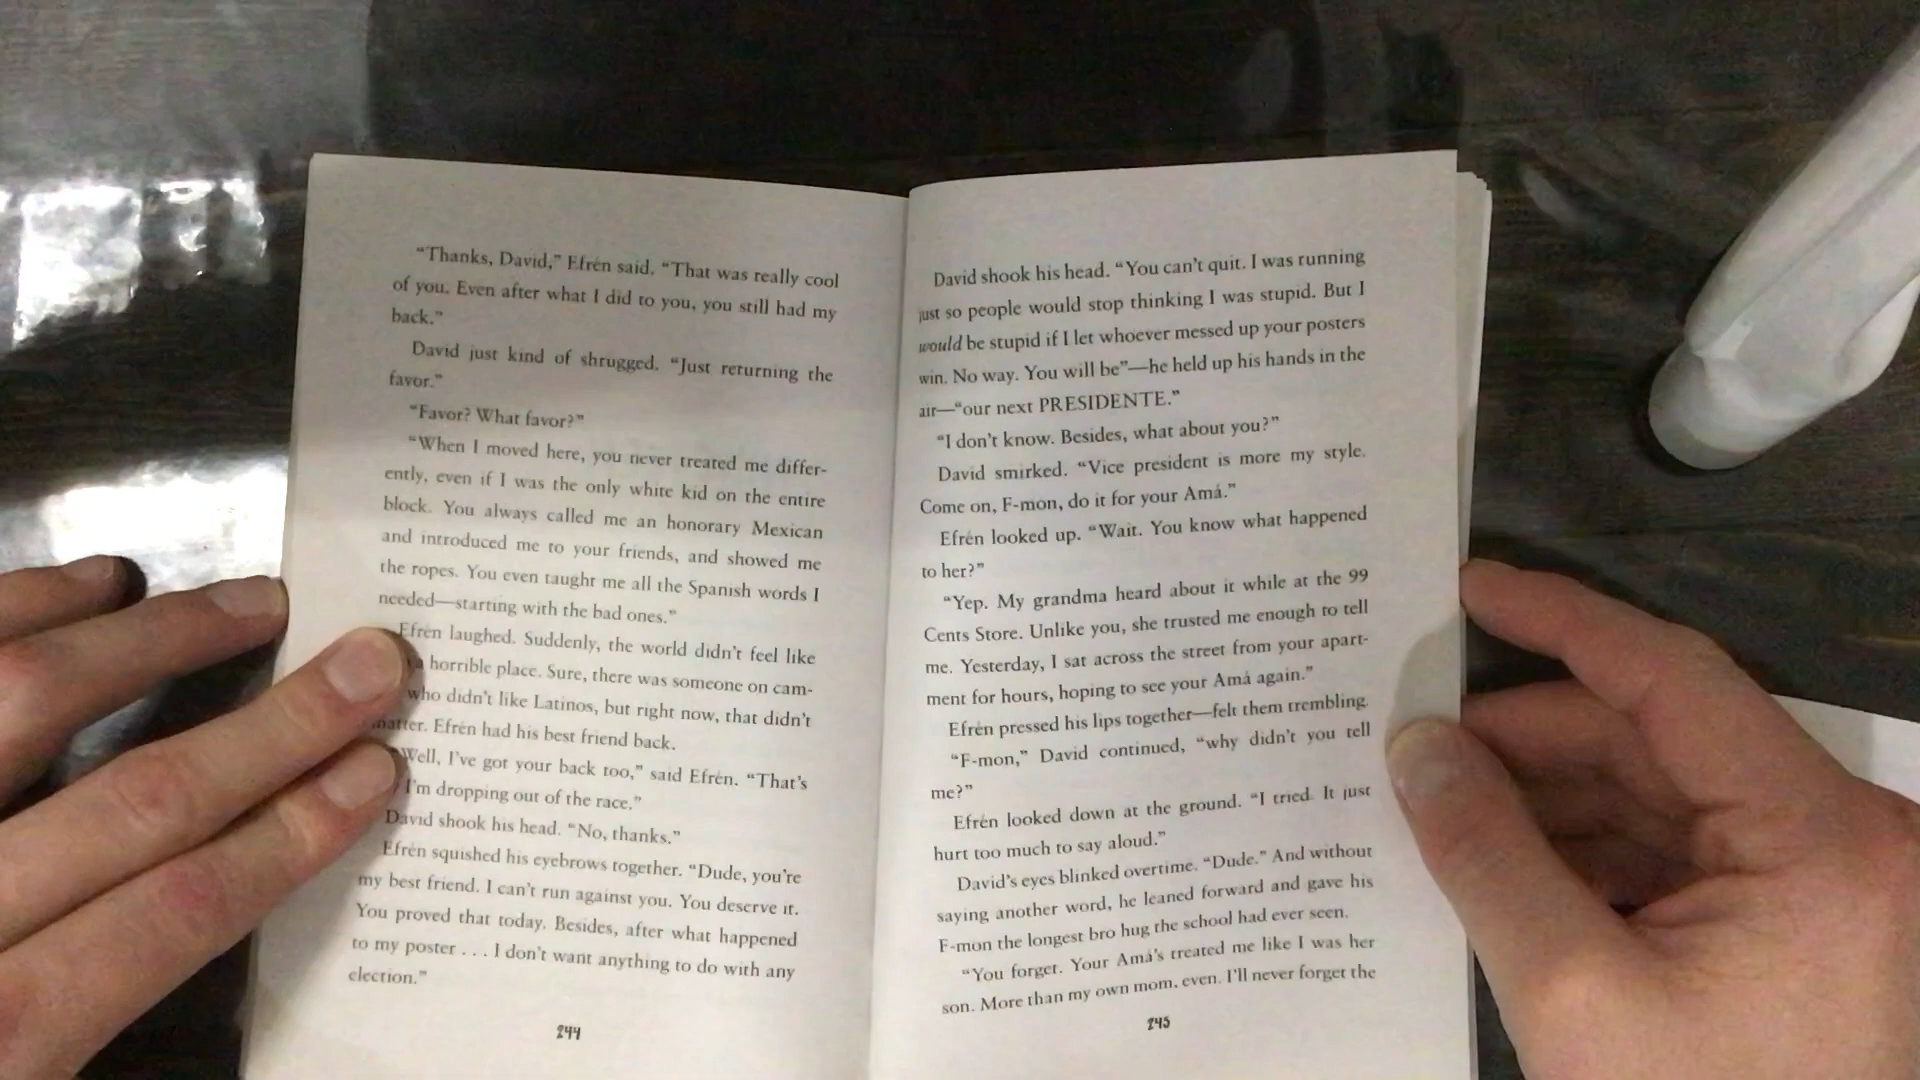 “Thanks, David,” Efrén said. “That was really cool
of you. Even after what I did to you, you still had my
back.”
David just kind of shrugged. “Just returning the
favor.”
“Favor? What favor?”
“When I moved here, you never treated me differ-
ently, even if I was the only white kid on the entire
block. You always called me an honorary Mexican
and introduced me to your friends, and showed me
the ropes. You even taught me all the Spanish words I
needed—starting with the bad ones.”
Efrén laughed. Suddenly, the world didn’t feel like
a horrible place. Sure, there was someone on cam-
who didn’t like Latinos, but right now, that didn’t
matter. Efrén had his best friend back.
“Well, I’ve got your back too,” said Efrén. “That’s
I’m dropping out of the race.”
David shook his head. “No, thanks.”
Efrén squished his eyebrows together. “Dude, you’re
my best friend. I can’t run against you. You deserve it.
You proved that today. Besides, after what happened
to my poster . . . I don’t want anything to do with any
election.”
244
David shook his head. “You can’t quit. I was running
just so people would stop thinking I was stupid. But I
would be stupid if I let whoever messed up your posters
win. No way. You will be”—he held up his hands in the
air—“our next PRESIDENTE.”
“I don’t know. Besides, what about you?”
David smirked. “Vice president is more my style.
Come on, F-mon, do it for your Amá.”
Efrén looked up. “Wait. You know what happened
to her?”
“Yep. My grandma heard about it while at the 99
Cents Store. Unlike you, she trusted me enough to tell
me. Yesterday, I sat across the street from your apart-
ment for hours, hoping to see your Amá again.”
Efrén pressed his lips together—felt them trembling.
“F-mon,” David continued, “why didn’t you tell
me?”
Efrén looked down at the ground. “I tried. It just
hurt too much to say aloud.”
David’s eyes blinked overtime. “Dude.” And without
saying another word, he leaned forward and gave his
F-mon the longest bro hug the school had ever seen.
“You forget. Your Amá’s treated me like I was her
son. More than my own mom, even. I’ll never forget the
245